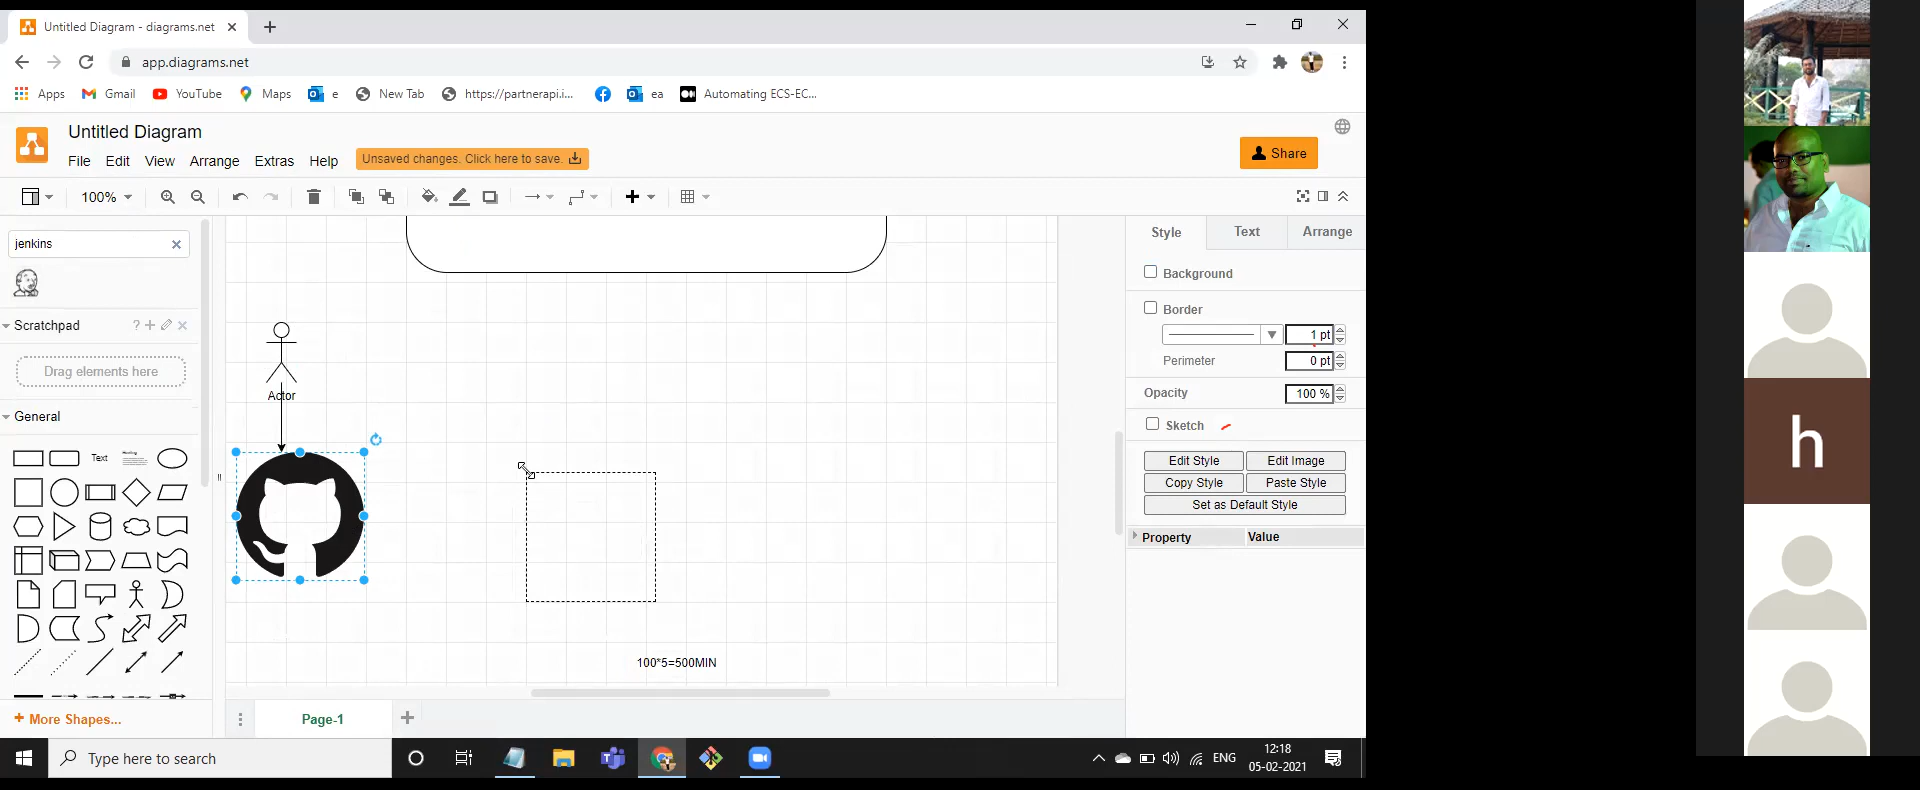 Untitled Diagram - diagrams.net
app.diagrams.net
Apps Gmail YouTube Maps e New Tab https://partnerapi.i... ea Automating ECS-EC...
Untitled Diagram
File Edit View Arrange Extras Help Unsaved changes. Click here to save. Share
100%
jenkins
Scratchpad ?
Drag elements here
General
Text Heading
+ More Shapes...
Actor
100*5=500MIN
Page-1
Style Text Arrange
Background
Border
1 pt
Perimeter 0 pt
Opacity 100 %
Sketch
Edit Style Edit Image
Copy Style Paste Style
Set as Default Style
Property Value
h
Type here to search
ENG
12:18
05-02-2021